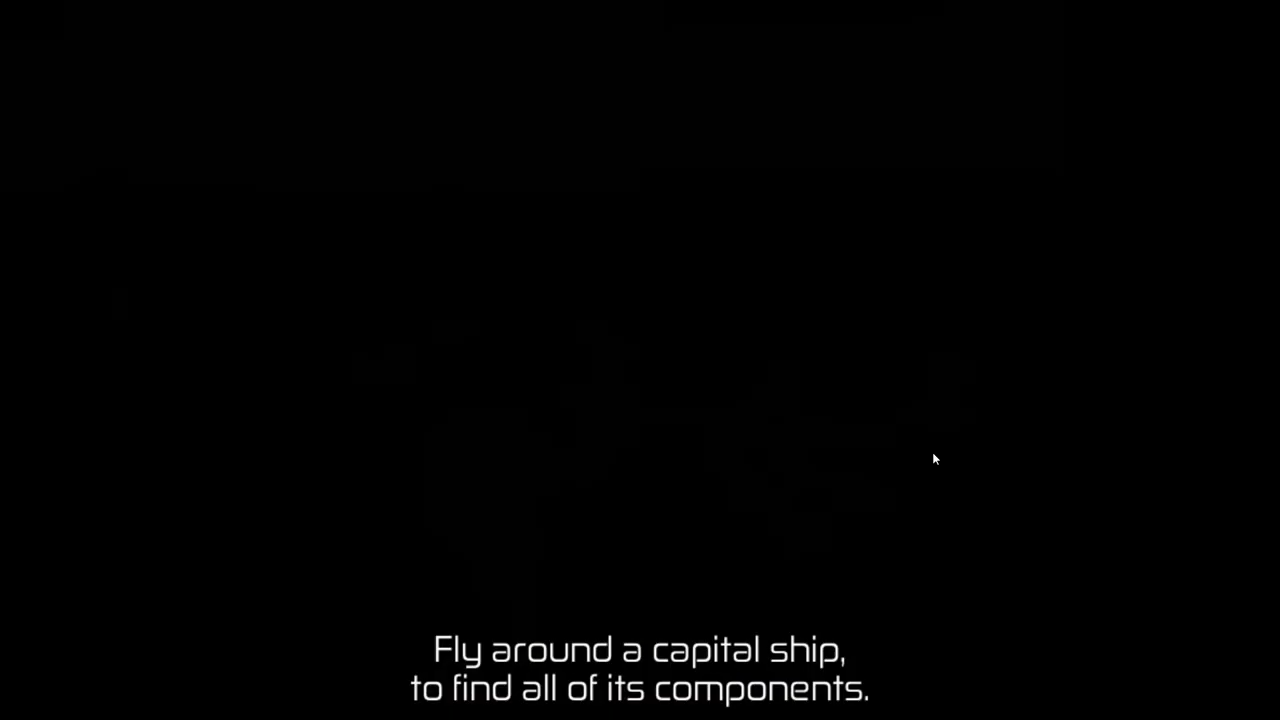 Fly around a capital ship,
to find all of its components.